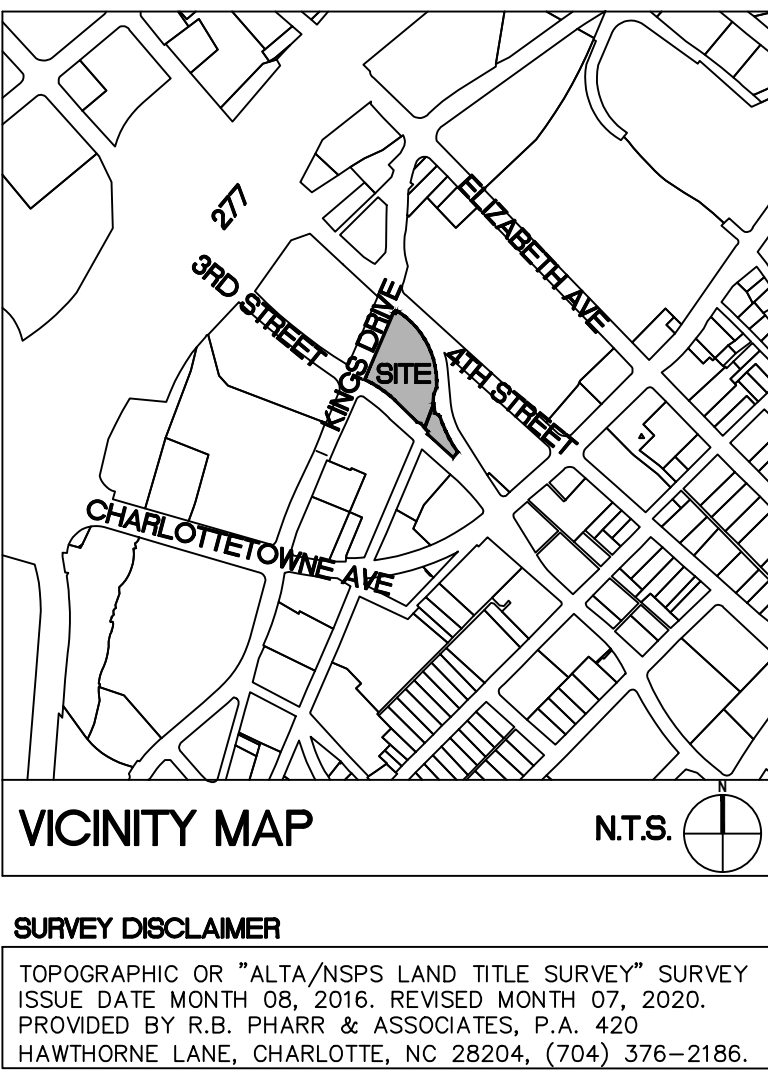 277
ELIZABETH AVE
3RD STREET
KINGS DRIVE
SITE
4TH STREET
CHARLOTTETOWNE AVE
VICINITY MAP
N.T.S.
N
SURVEY DISCLAIMER
TOPOGRAPHIC OR "ALTA/NSPS LAND TITLE SURVEY" SURVEY
ISSUE DATE MONTH 08, 2016. REVISED MONTH 07, 2020.
PROVIDED BY R.B. PHARR & ASSOCIATES, P.A. 420
HAWTHORNE LANE, CHARLOTTE, NC 28204, (704) 376-2186.